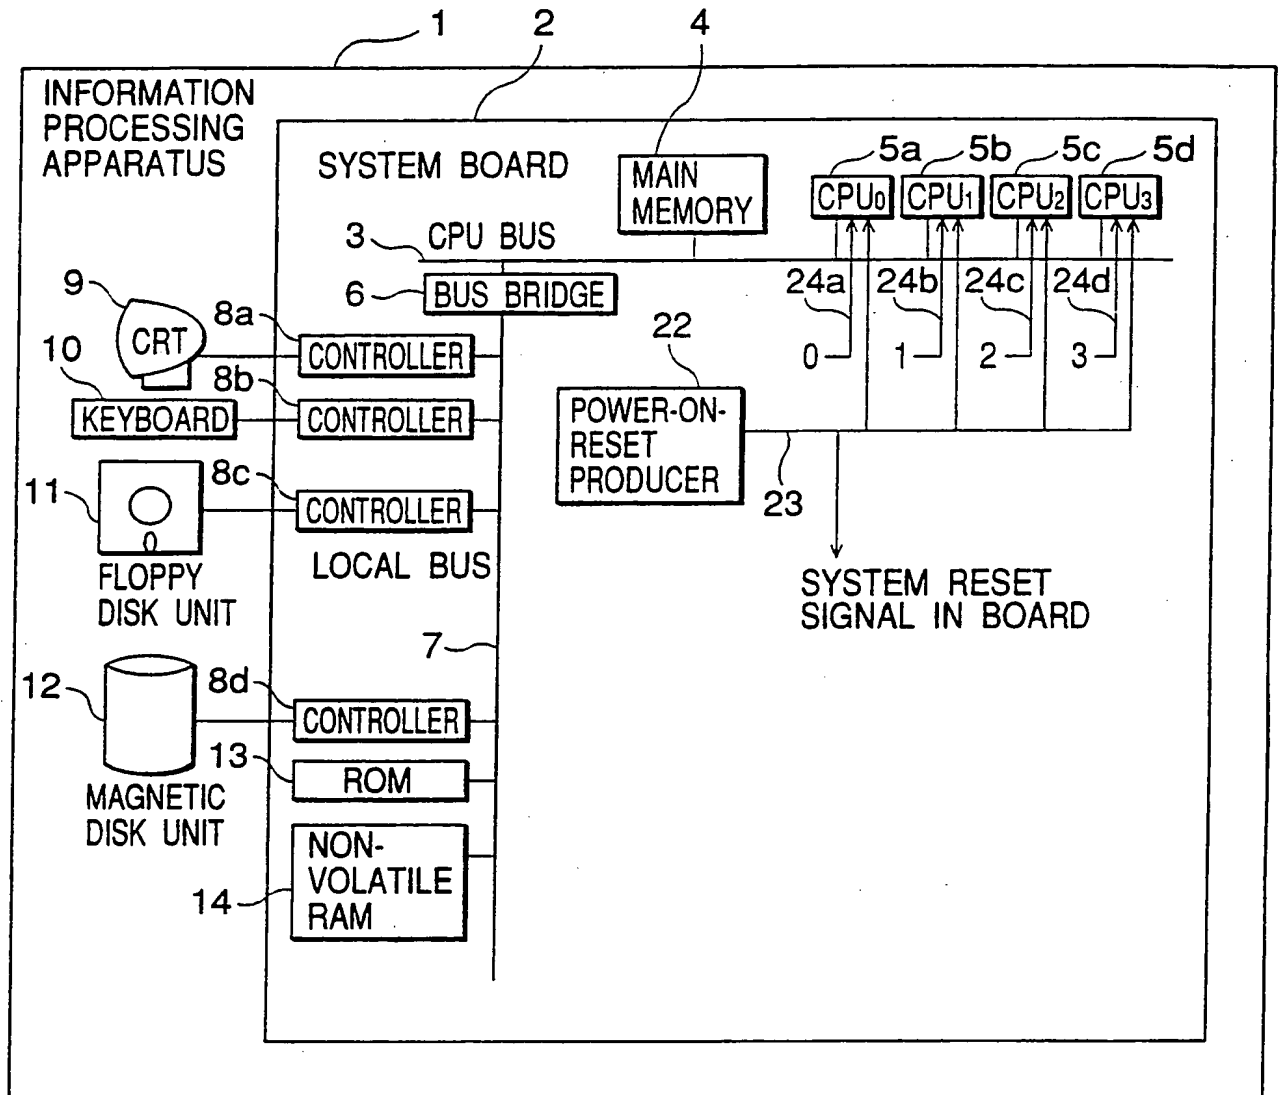 1
2
4
INFORMATION
PROCESSING
APPARATUS
SYSTEM BOARD
MAIN
MEMORY
5a
5b
5c
5d
CPU0
CPU1
CPU2
CPU3
3
CPU BUS
6
BUS BRIDGE
24a
24b
24c
24d
0
1
2
3
9
CRT
8a
CONTROLLER
10
KEYBOARD
8b
CONTROLLER
22
POWER-ON-
RESET
PRODUCER
23
11
8c
CONTROLLER
FLOPPY
DISK UNIT
LOCAL BUS
SYSTEM RESET
SIGNAL IN BOARD
7
12
8d
CONTROLLER
13
ROM
MAGNETIC
DISK UNIT
14
NON-
VOLATILE
RAM